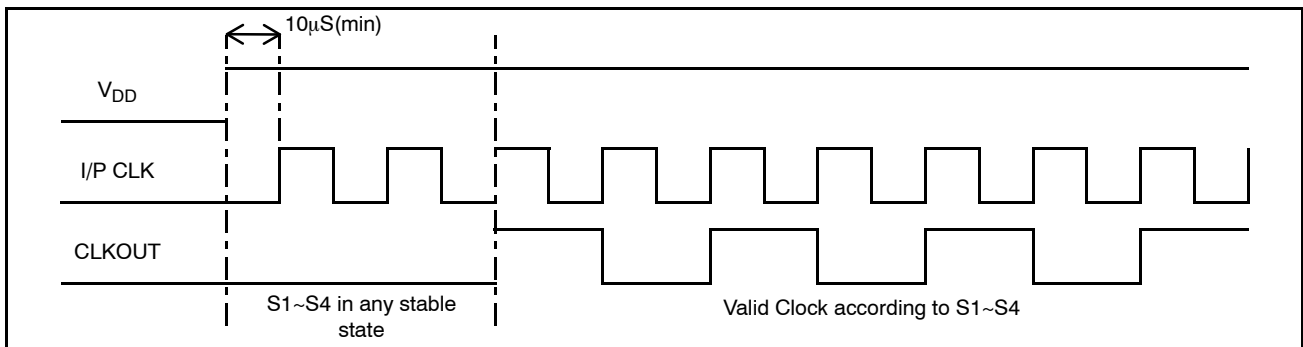 10μS(min)
VDD
I/P CLK
CLKOUT
S1~S4 in any stable
state
Valid Clock according to S1~S4